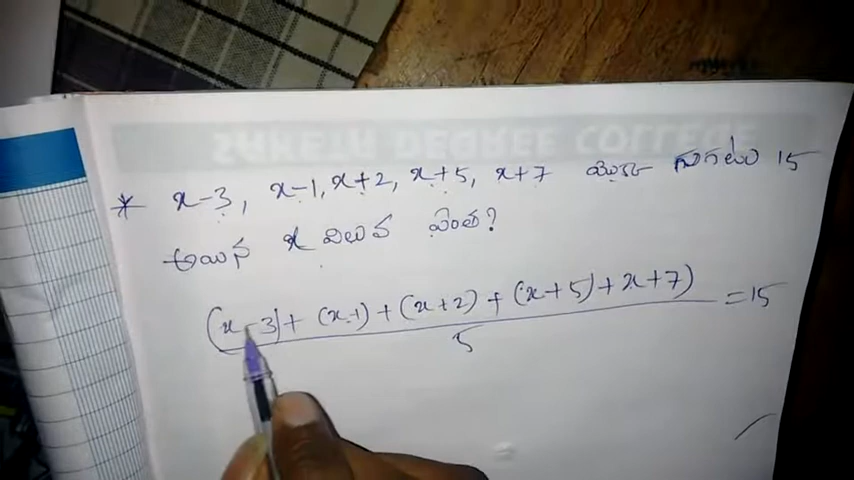 * x-3, x-1, x+2, x+5, x+7 యొక్క సగటు 15
అయిన x విలువ ఎంత?
(x-3)+(x-1)+(x+2)+(x+5)+x+7) =15
5